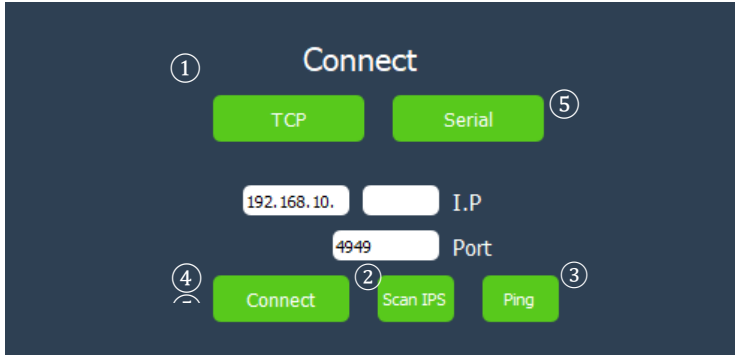 ① Connect
TCP Serial ⑤
192.168.10. I.P
4949 Port
④ ② ③
Connect Scan IPS Ping